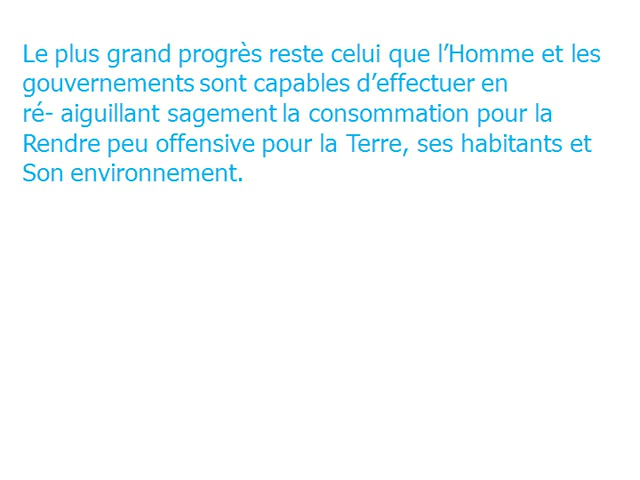 Le plus grand progrès reste celui que l’Homme et les
gouvernements sont capables d’effectuer en
ré- aiguillant sagement la consommation pour la
Rendre peu offensive pour la Terre, ses habitants et
Son environnement.